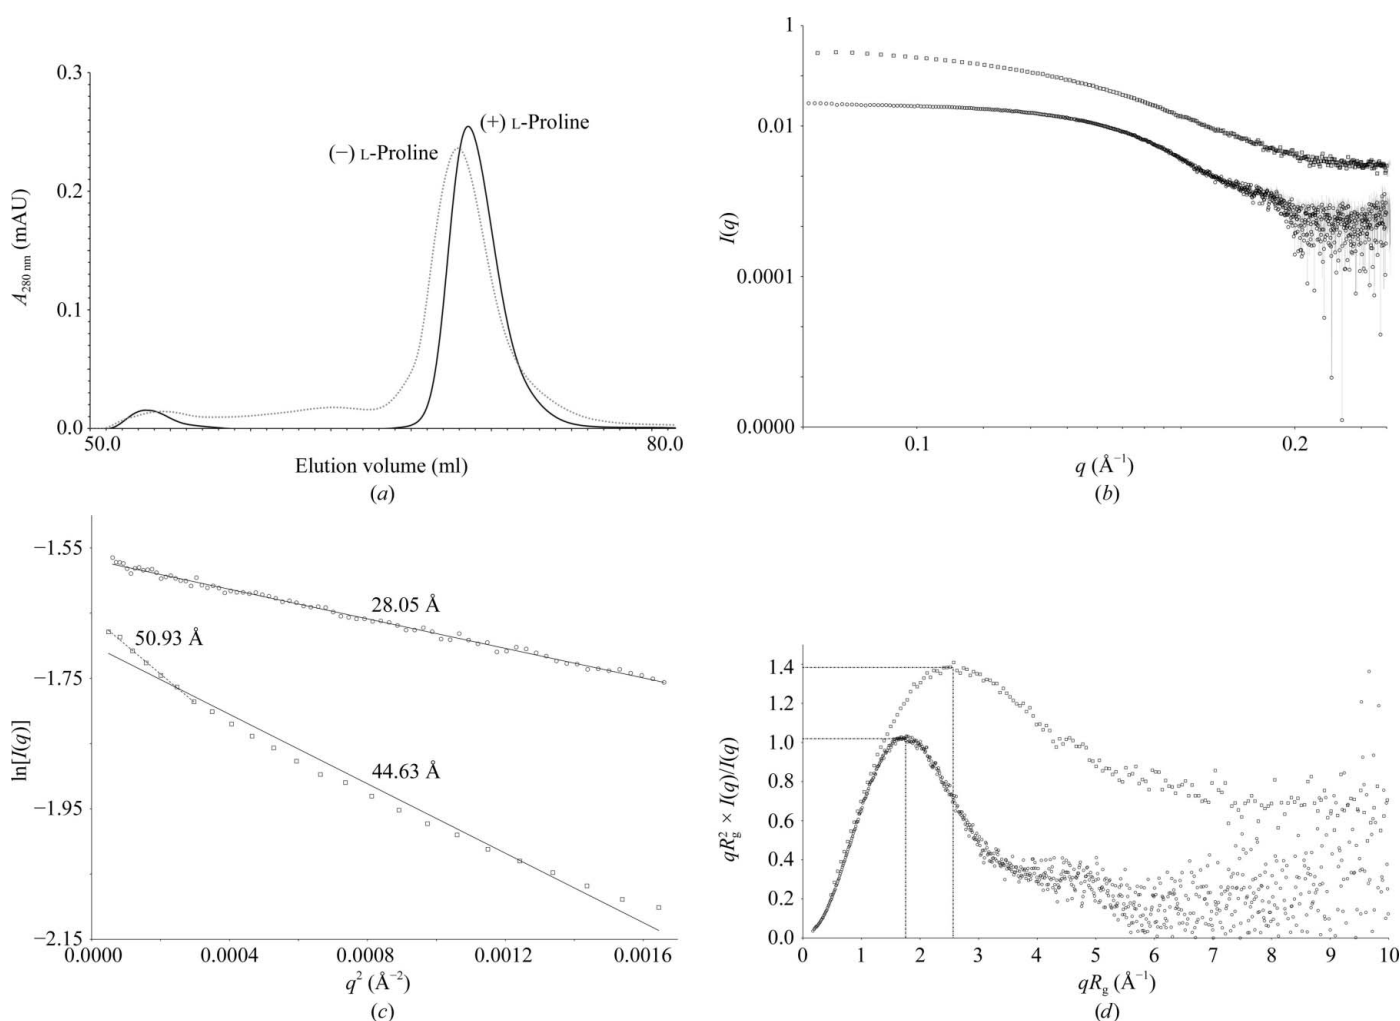 0.3
0.2
0.1
0.0
A280 nm (mAU)
(−) L-Proline
(+) L-Proline
50.0
80.0
Elution volume (ml)
(a)
1
0.01
0.0001
0.0000
I(q)
0.1
0.2
q (Å−1)
(b)
−1.55
−1.75
−1.95
−2.15
ln[I(q)]
28.05 Å
50.93 Å
44.63 Å
0.0000
0.0004
0.0008
0.0012
0.0016
q2 (Å−2)
(c)
1.4
1.2
1.0
0.8
0.6
0.4
0.2
0.0
qRg2 × I(q)/I(q)
0 1 2 3 4 5 6 7 8 9 10
qRg (Å−1)
(d)